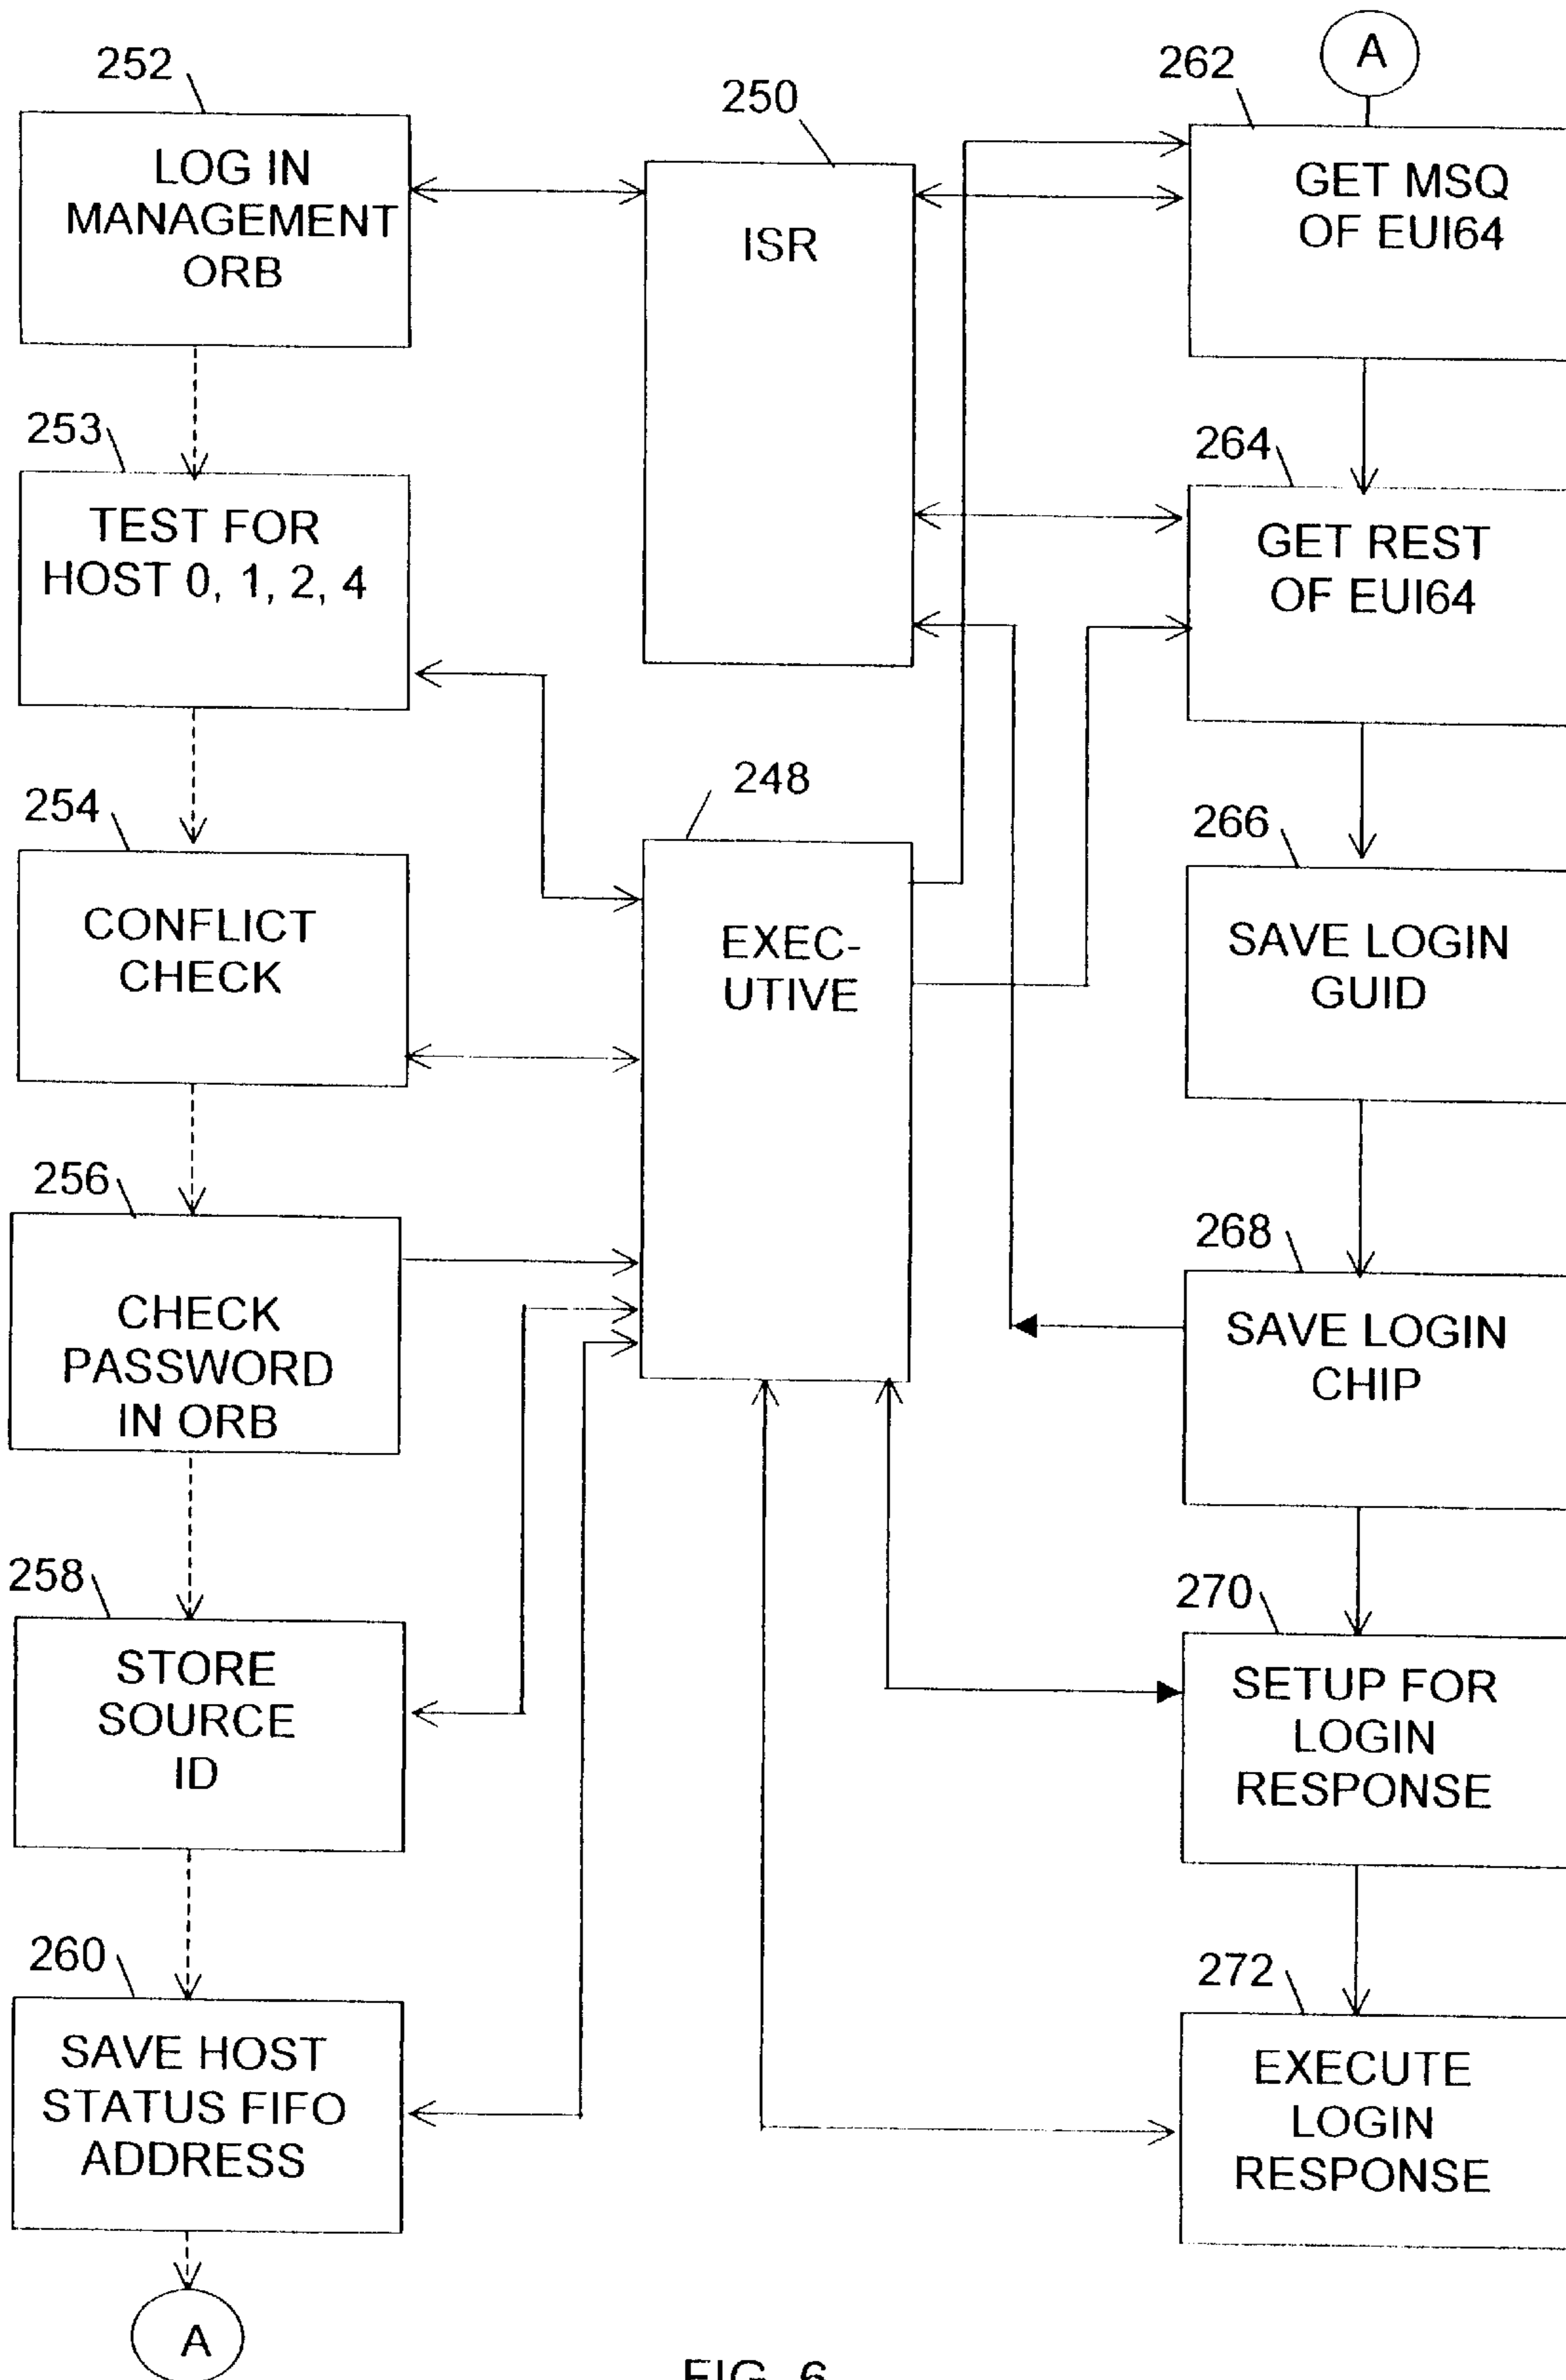 252
LOG IN
MANAGEMENT
ORB
253
TEST FOR
HOST 0, 1, 2, 4
254
CONFLICT
CHECK
256
CHECK
PASSWORD
IN ORB
258
STORE
SOURCE
ID
260
SAVE HOST
STATUS FIFO
ADDRESS
A
250
ISR
248
EXEC-
UTIVE
A
262
GET MSQ
OF EUI64
264
GET REST
OF EUI64
266
SAVE LOGIN
GUID
268
SAVE LOGIN
CHIP
270
SETUP FOR
LOGIN
RESPONSE
272
EXECUTE
LOGIN
RESPONSE
FIG. 6